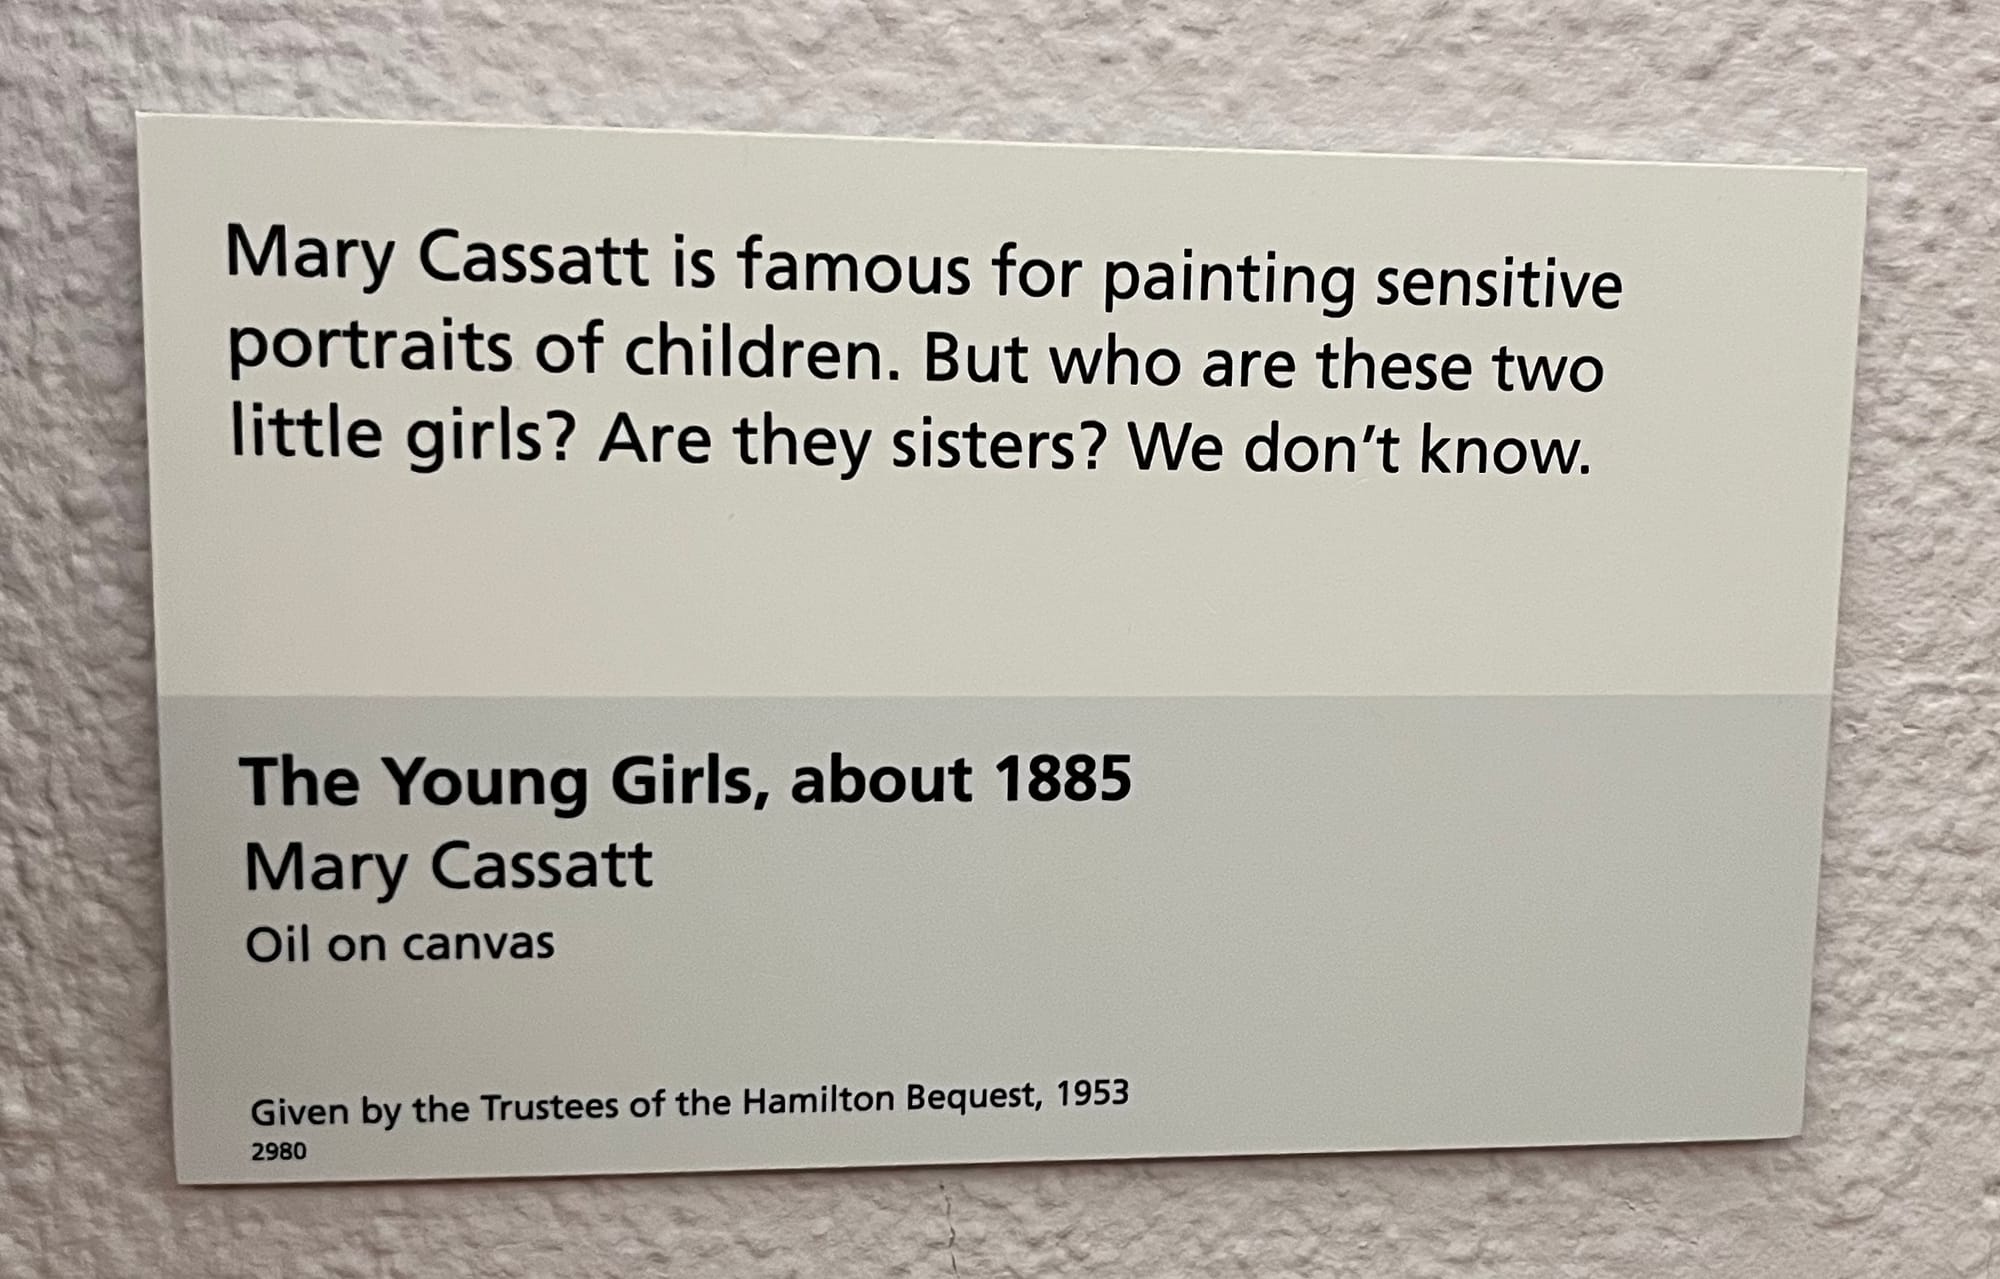 Mary Cassatt is famous for painting sensitive
portraits of children. But who are these two
little girls? Are they sisters? We don't know.
The Young Girls, about 1885
Mary Cassatt
Oil on canvas
Given by the Trustees of the Hamilton Bequest, 1953
2980